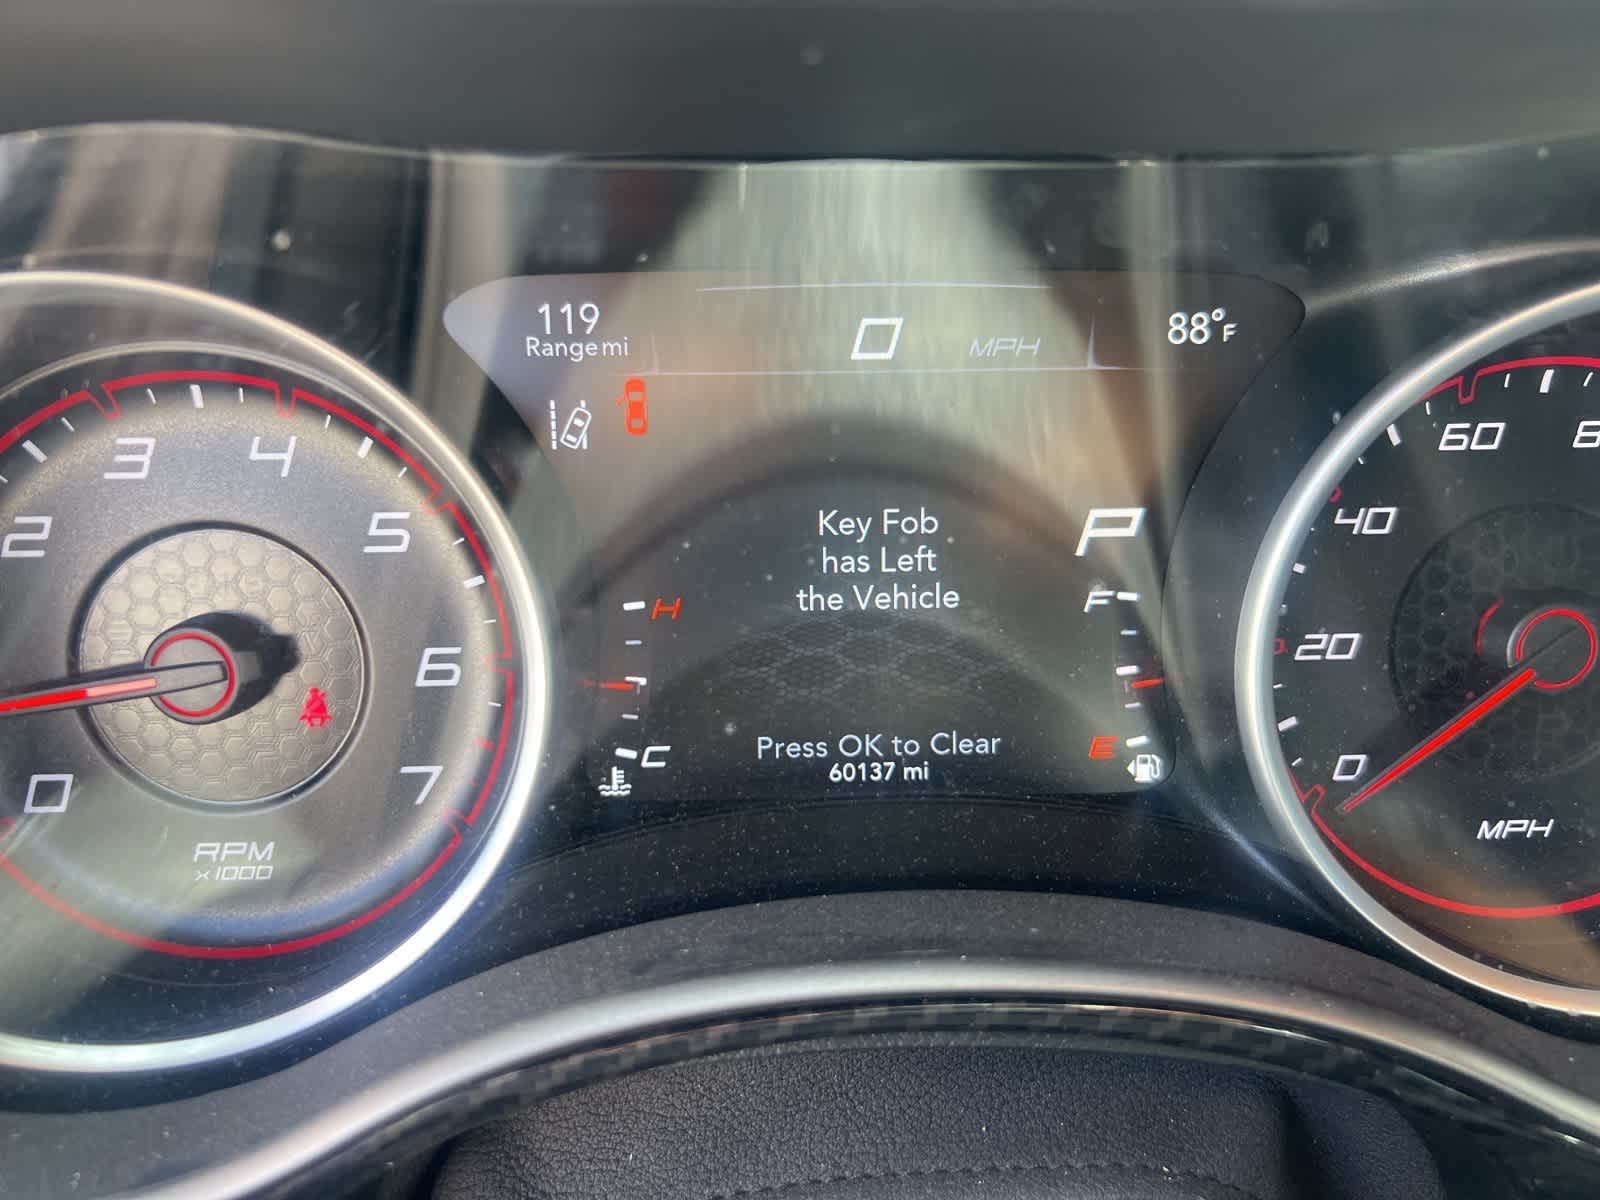 119
Range mi
0 MPH
88°F
Key Fob
has Left
the Vehicle
P
H
C
F
E
Press OK to Clear
60137 mi
0
2
3
4
5
6
7
RPM
x1000
0
20
40
60
MPH